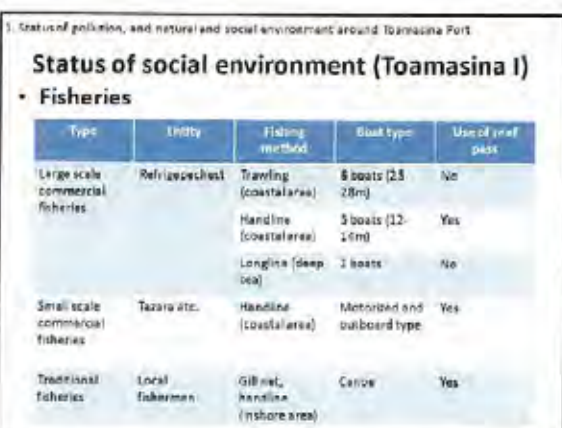 1. Status of pollution, and natural and social environment around Toamasina Port
Status of social environment (Toamasina I)
• Fisheries
Type Entity Fishing method Boat type Use of reef pass
Large scale commercial fisheries Refrigepechest Trawling (coastal area) 6 boats (23-28m) No
Handline (coastal area) 5 boats (12-16m) Yes
Longline (deep sea) boats No
Small scale commercial fisheries Tazara etc. Handline (coastal area) Motorized and outboard type Yes
Traditional fisheries Local fishermen Gill net, handline (inshore area) Canoe Yes